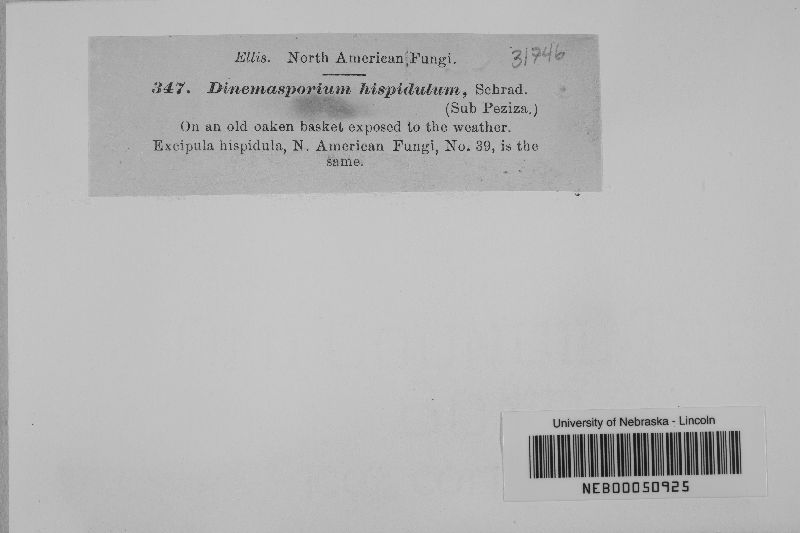 Ellis. North American Fungi. 31746
347. Dinemasporium hispidulum, Schrad.
(Sub Peziza.)
On an old oaken basket exposed to the weather.
Excipula hispidula, N. American Fungi, No. 39, is the
same.
University of Nebraska - Lincoln
NEB00050925